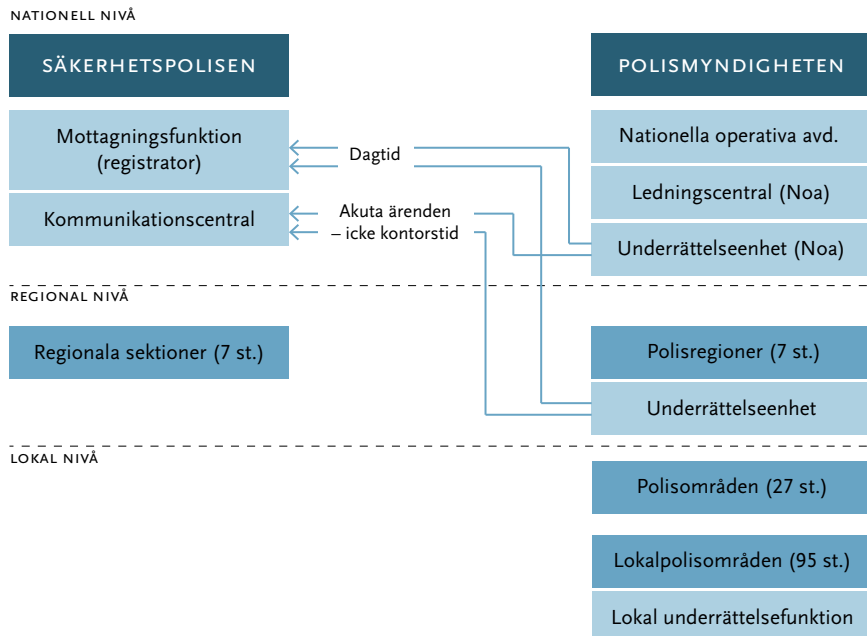 NATIONELL NIVÅ
SÄKERHETSPOLISEN
POLISMYNDIGHETEN
Mottagningsfunktion
(registrator)
Dagtid
Nationella operativa avd.
Ledningscentral (Noa)
Kommunikationscentral
Akuta ärenden
– icke kontorstid
Underrättelseenhet (Noa)
REGIONAL NIVÅ
Regionala sektioner (7 st.)
Polisregioner (7 st.)
Underrättelseenhet
LOKAL NIVÅ
Polisområden (27 st.)
Lokalpolisområden (95 st.)
Lokal underrättelsefunktion